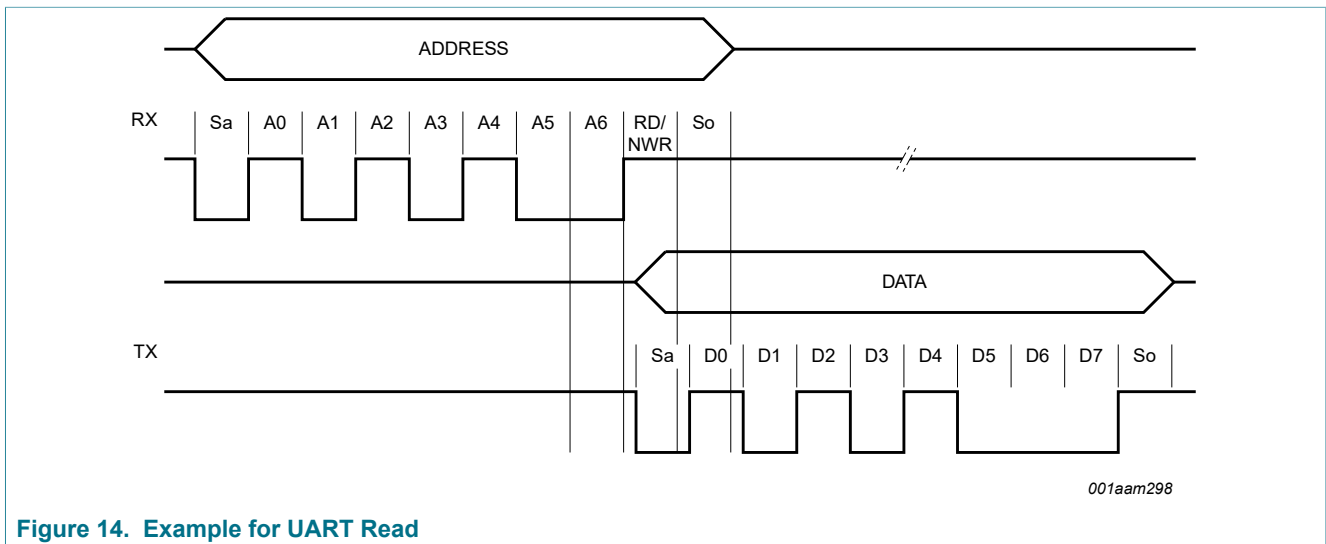 ADDRESS
RX Sa A0 A1 A2 A3 A4 A5 A6 RD/ So
NWR
DATA
TX Sa D0 D1 D2 D3 D4 D5 D6 D7 So
001aam298
Figure 14. Example for UART Read